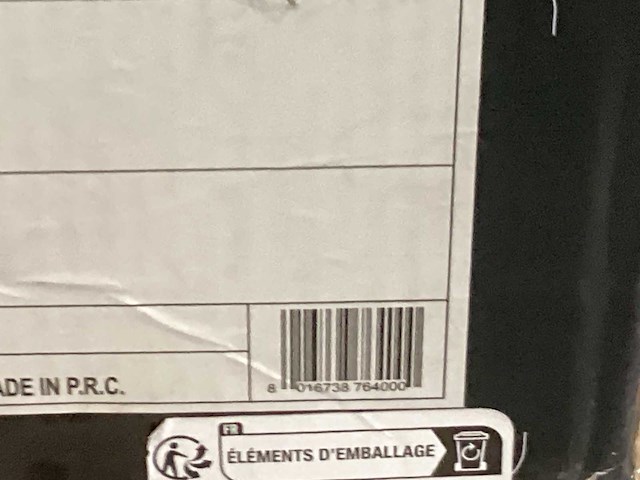 ADE IN P.R.C.
8 016738 764000
FR
ÉLÉMENTS D'EMBALLAGE